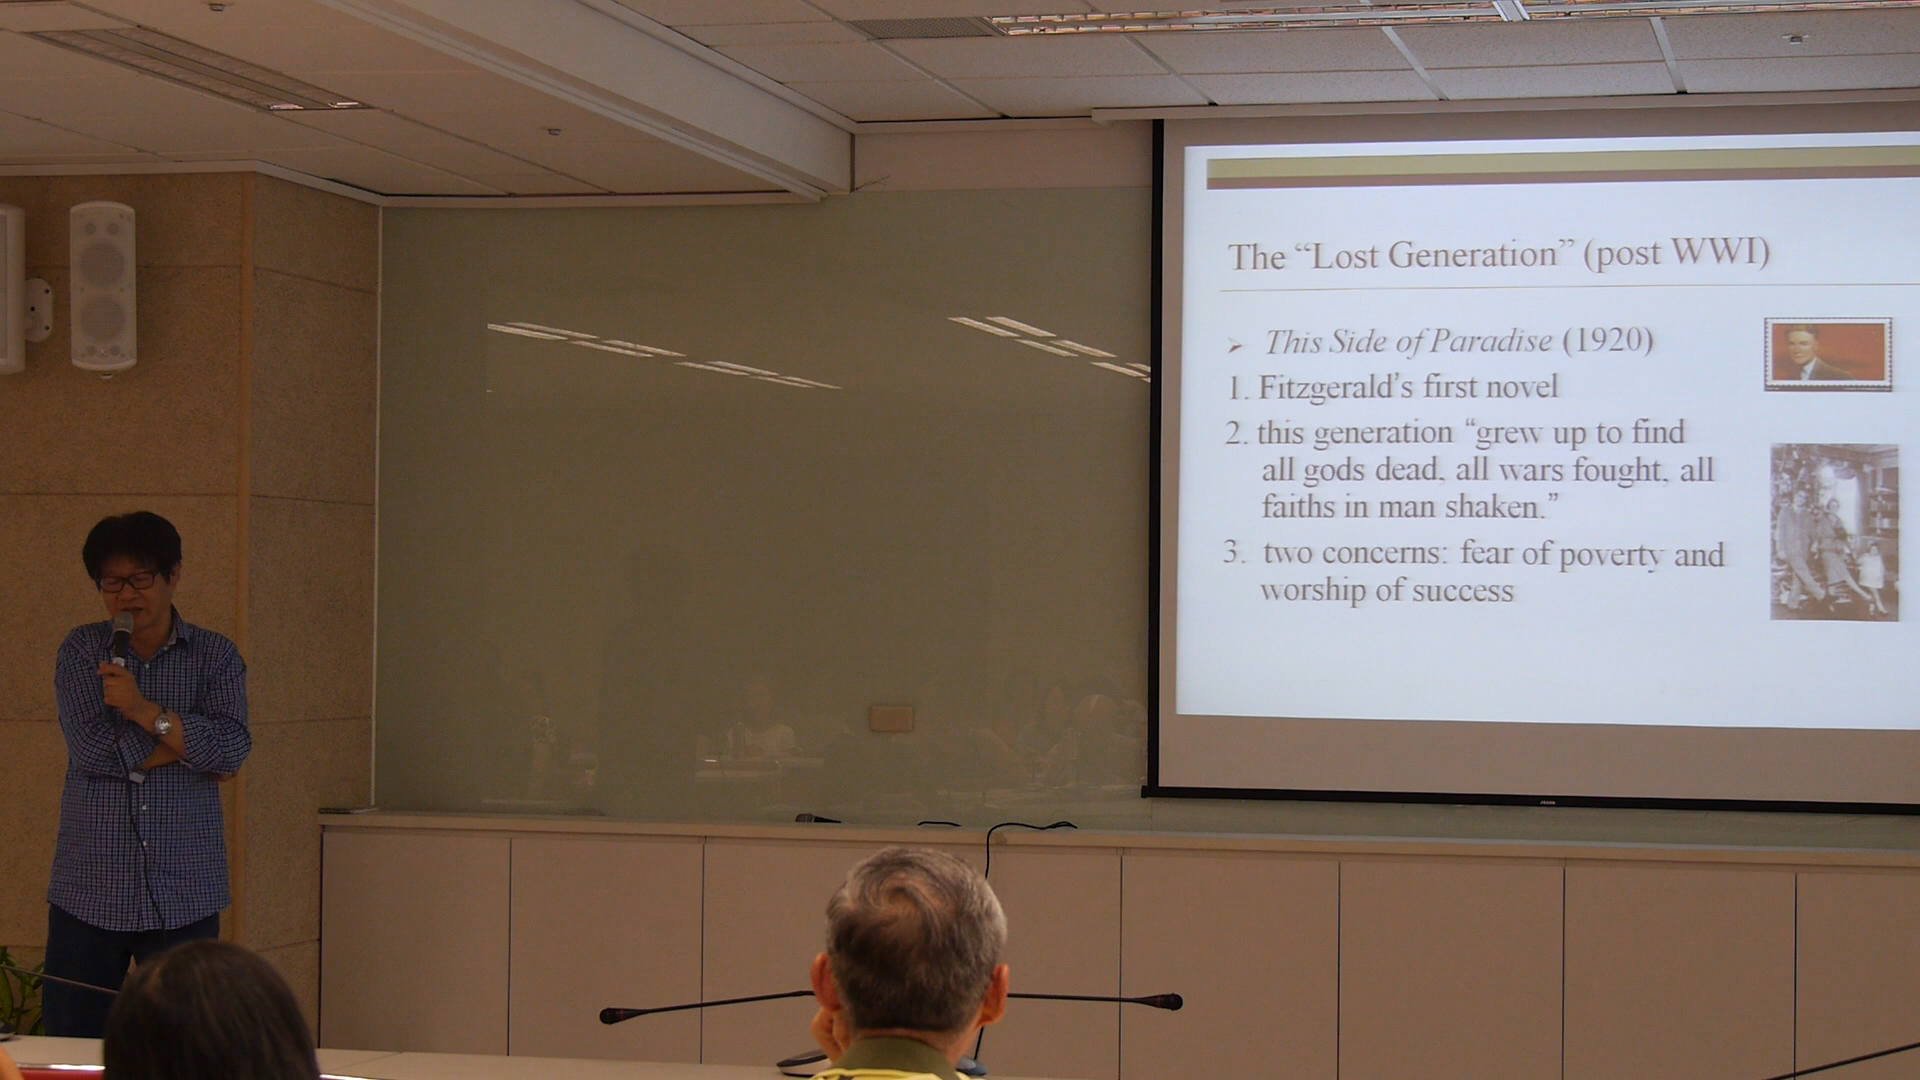 The “Lost Generation” (post WWI)
➢ This Side of Paradise (1920)
1. Fitzgerald’s first novel
2. this generation “grew up to find
all gods dead, all wars fought, all
faiths in man shaken.”
3. two concerns: fear of poverty and
worship of success